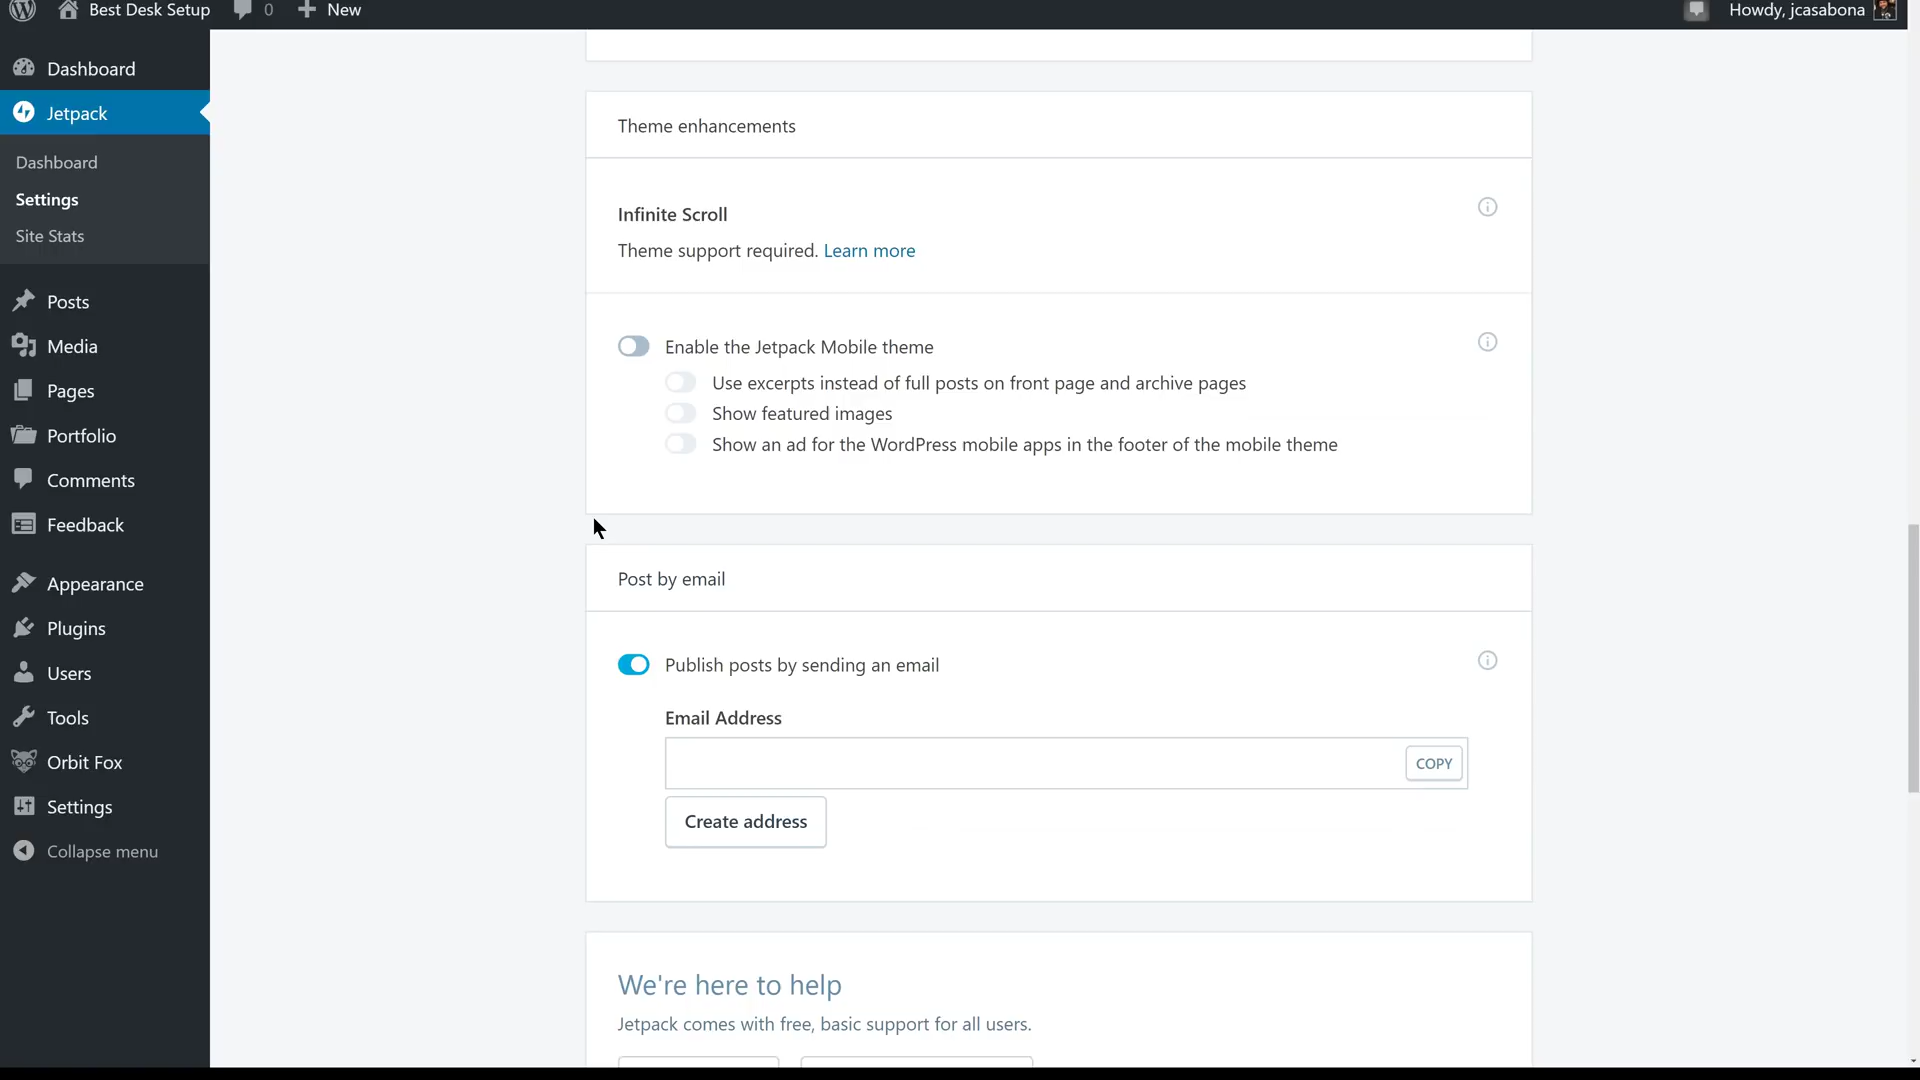 Best Desk Setup 0 New Howdy, jcasabona
Dashboard
Jetpack
Dashboard
Settings
Site Stats
Posts
Media
Pages
Portfolio
Comments
Feedback
Appearance
Plugins
Users
Tools
Orbit Fox
Settings
Collapse menu
Theme enhancements
Infinite Scroll
Theme support required. Learn more
Enable the Jetpack Mobile theme
Use excerpts instead of full posts on front page and archive pages
Show featured images
Show an ad for the WordPress mobile apps in the footer of the mobile theme
Post by email
Publish posts by sending an email
Email Address
COPY
Create address
We're here to help
Jetpack comes with free, basic support for all users.